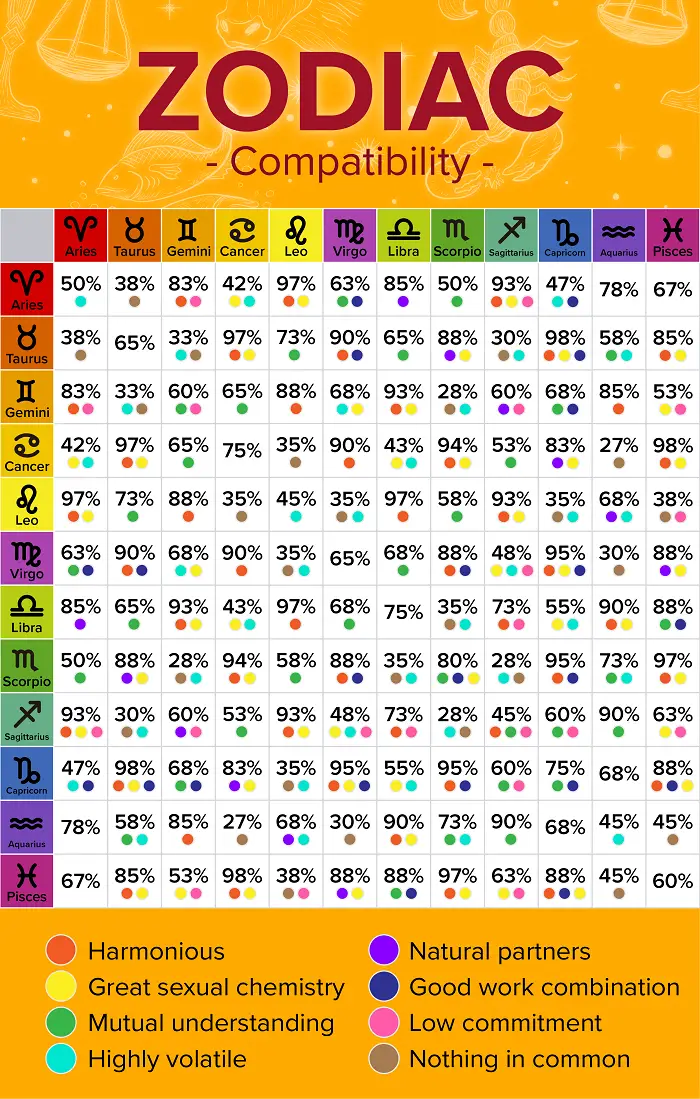 ZODIAC
- Compatibility -
Aries Taurus Gemini Cancer Leo Virgo Libra Scorpio Sagittarius Capricorn Aquarius Pisces
Aries 50% 38% 83% 42% 97% 63% 85% 50% 93% 47% 78% 67%
Taurus 38% 65% 33% 97% 73% 90% 65% 88% 30% 98% 58% 85%
Gemini 83% 33% 60% 65% 88% 68% 93% 28% 60% 68% 85% 53%
Cancer 42% 97% 65% 75% 35% 90% 43% 94% 53% 83% 27% 98%
Leo 97% 73% 88% 35% 45% 35% 97% 58% 93% 35% 68% 38%
Virgo 63% 90% 68% 90% 35% 65% 68% 88% 48% 95% 30% 88%
Libra 85% 65% 93% 43% 97% 68% 75% 35% 73% 55% 90% 88%
Scorpio 50% 88% 28% 94% 58% 88% 35% 80% 28% 95% 73% 97%
Sagittarius 93% 30% 60% 53% 93% 48% 73% 28% 45% 60% 90% 63%
Capricorn 47% 98% 68% 83% 35% 95% 55% 95% 60% 75% 68% 88%
Aquarius 78% 58% 85% 27% 68% 30% 90% 73% 90% 68% 45% 45%
Pisces 67% 85% 53% 98% 38% 88% 88% 97% 63% 88% 45% 60%
Harmonious
Great sexual chemistry
Mutual understanding
Highly volatile
Natural partners
Good work combination
Low commitment
Nothing in common